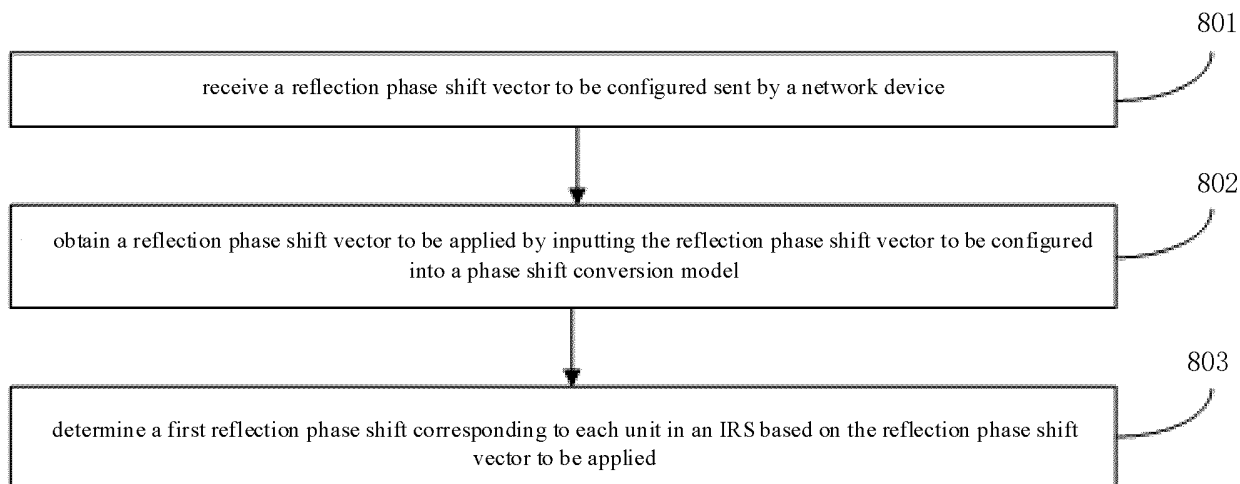 801
receive a reflection phase shift vector to be configured sent by a network device
802
obtain a reflection phase shift vector to be applied by inputting the reflection phase shift vector to be configured
into a phase shift conversion model
803
determine a first reflection phase shift corresponding to each unit in an IRS based on the reflection phase shift
vector to be applied